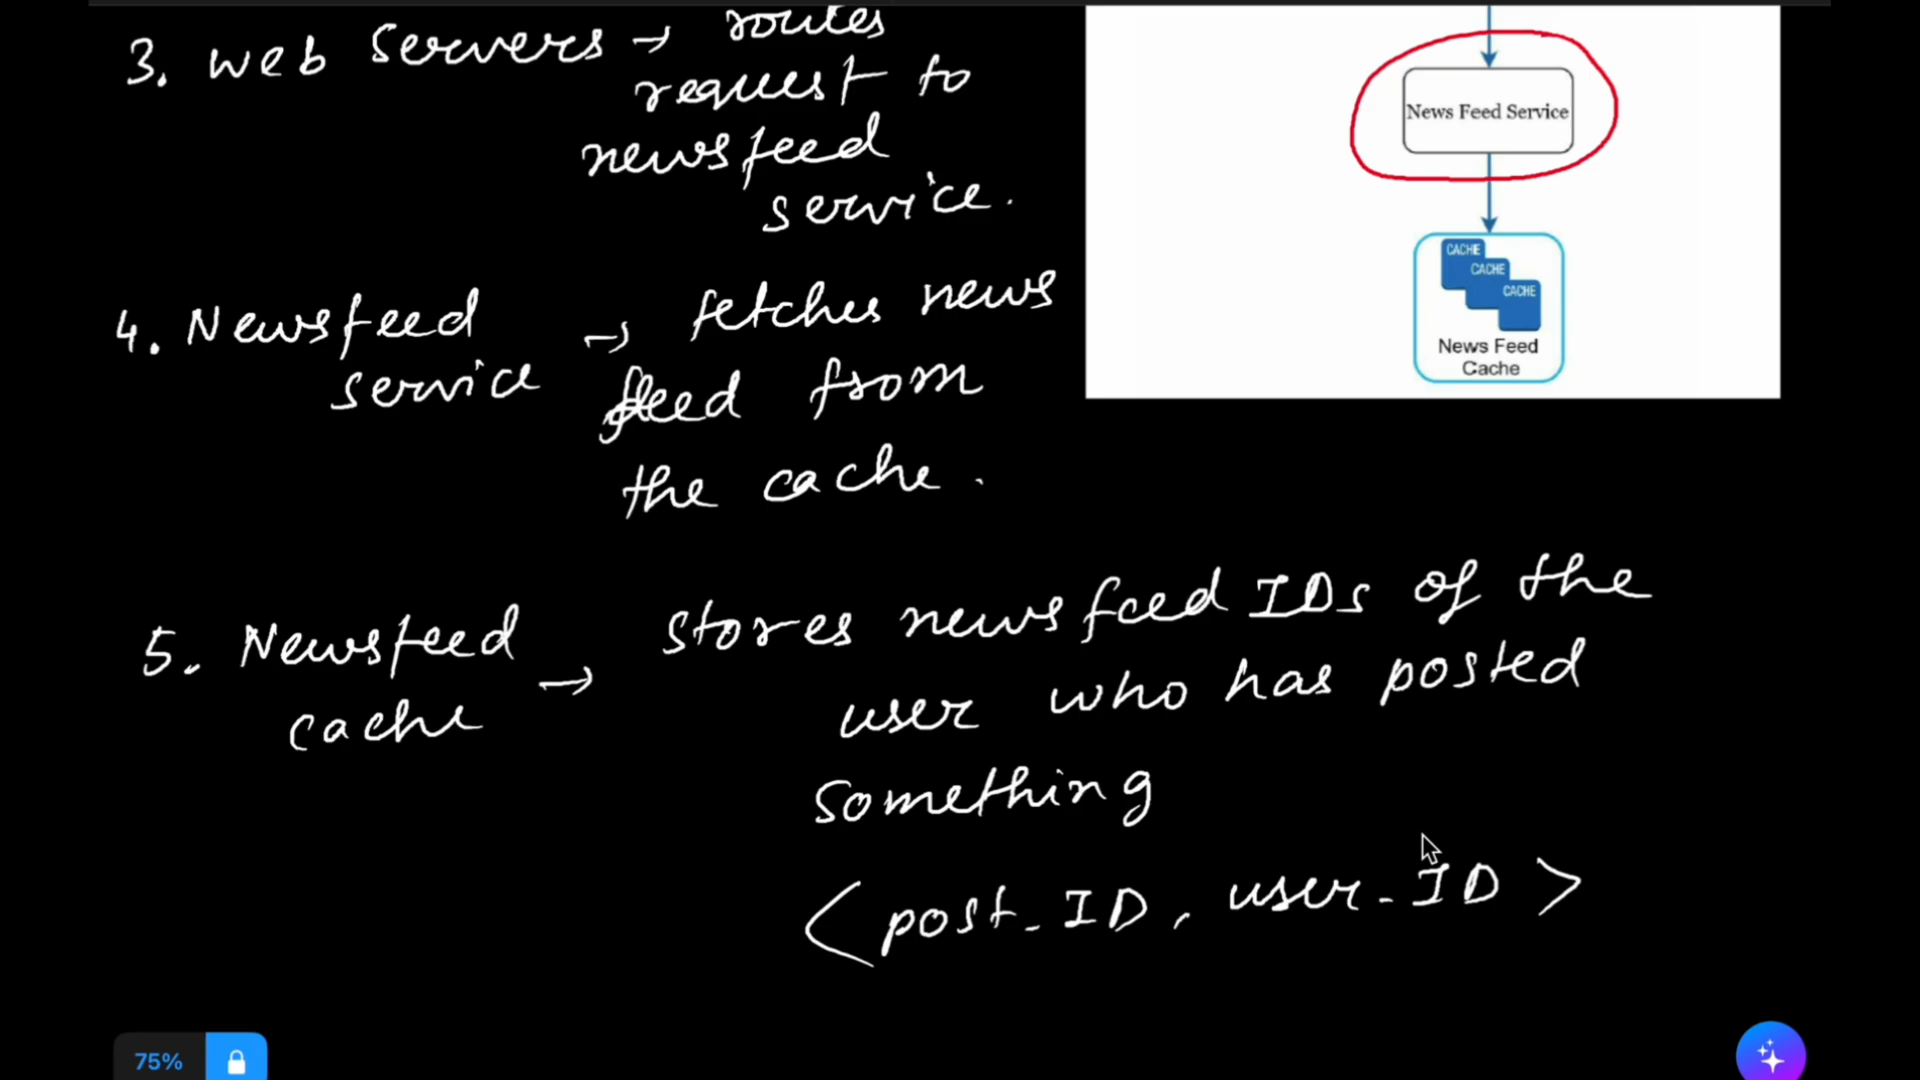 3. Web Servers → routes
request to
newsfeed
service.
4. Newsfeed
service → fetches news
feed from
the cache.
5. Newsfeed
cache → stores newsfeed IDs of the
user who has posted
something
<post_ID, user_ID>
News Feed Service
CACHE
CACHE
CACHE
News Feed
Cache
75%